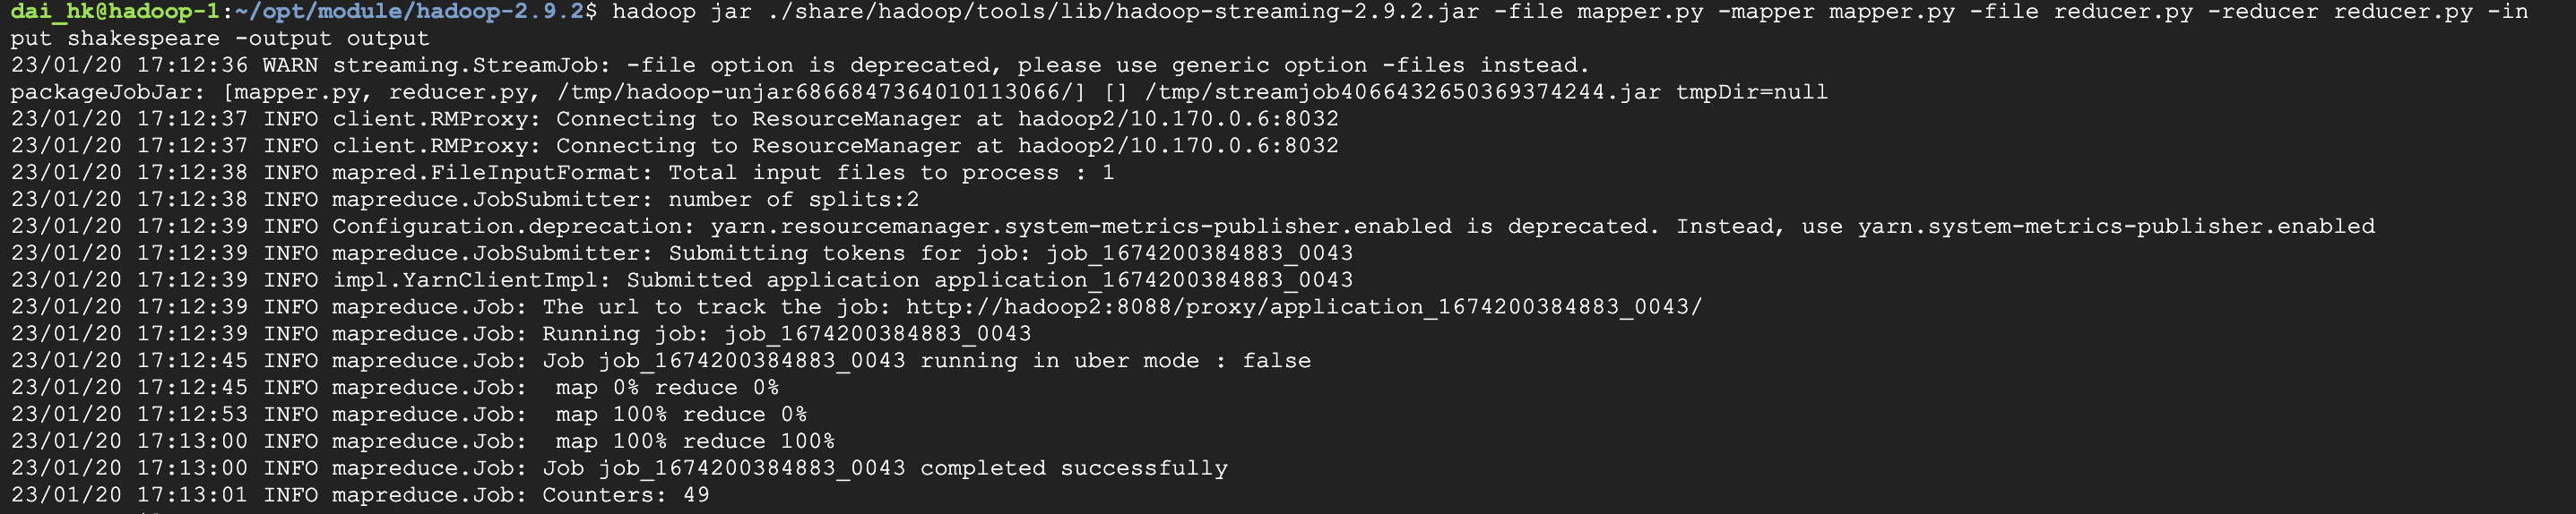 dai_hk@hadoop-1:~/opt/module/hadoop-2.9.2$ hadoop jar ./share/hadoop/tools/lib/hadoop-streaming-2.9.2.jar -file mapper.py -mapper mapper.py -file reducer.py -reducer reducer.py -in
put shakespeare -output output
23/01/20 17:12:36 WARN streaming.StreamJob: -file option is deprecated, please use generic option -files instead.
packageJobJar: [mapper.py, reducer.py, /tmp/hadoop-unjar6866847364010113066/] [] /tmp/streamjob4066432650369374244.jar tmpDir=null
23/01/20 17:12:37 INFO client.RMProxy: Connecting to ResourceManager at hadoop2/10.170.0.6:8032
23/01/20 17:12:37 INFO client.RMProxy: Connecting to ResourceManager at hadoop2/10.170.0.6:8032
23/01/20 17:12:38 INFO mapred.FileInputFormat: Total input files to process : 1
23/01/20 17:12:38 INFO mapreduce.JobSubmitter: number of splits:2
23/01/20 17:12:39 INFO Configuration.deprecation: yarn.resourcemanager.system-metrics-publisher.enabled is deprecated. Instead, use yarn.system-metrics-publisher.enabled
23/01/20 17:12:39 INFO mapreduce.JobSubmitter: Submitting tokens for job: job_1674200384883_0043
23/01/20 17:12:39 INFO impl.YarnClientImpl: Submitted application application_1674200384883_0043
23/01/20 17:12:39 INFO mapreduce.Job: The url to track the job: http://hadoop2:8088/proxy/application_1674200384883_0043/
23/01/20 17:12:39 INFO mapreduce.Job: Running job: job_1674200384883_0043
23/01/20 17:12:45 INFO mapreduce.Job: Job job_1674200384883_0043 running in uber mode : false
23/01/20 17:12:45 INFO mapreduce.Job:  map 0% reduce 0%
23/01/20 17:12:53 INFO mapreduce.Job:  map 100% reduce 0%
23/01/20 17:13:00 INFO mapreduce.Job:  map 100% reduce 100%
23/01/20 17:13:00 INFO mapreduce.Job: Job job_1674200384883_0043 completed successfully
23/01/20 17:13:01 INFO mapreduce.Job: Counters: 49